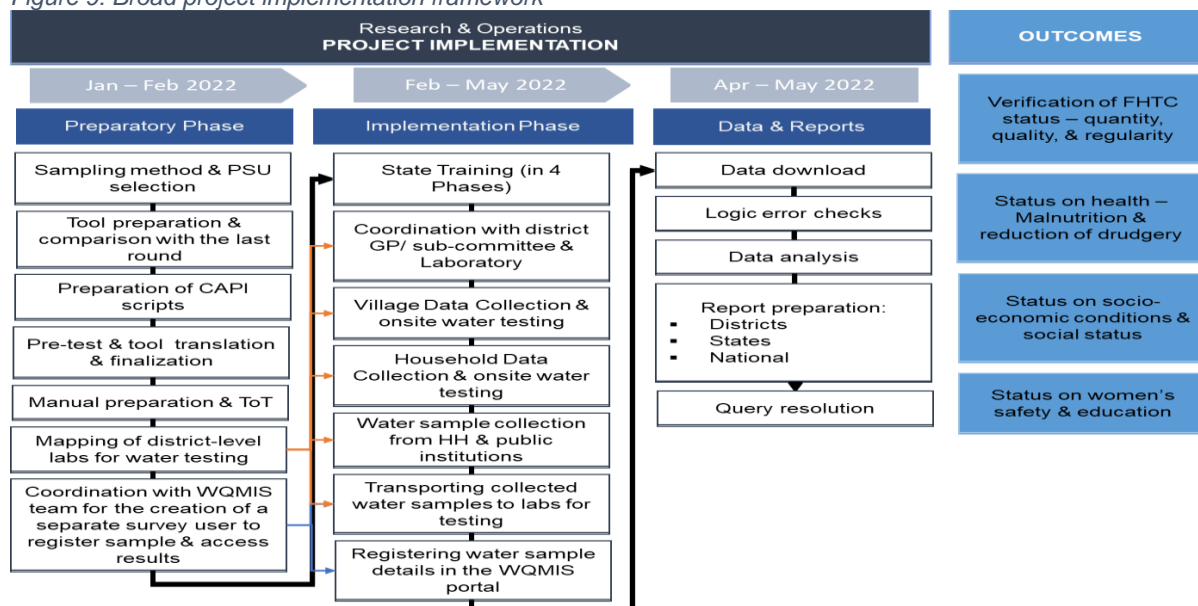 Figure 9: Broad project implementation framework
Research & Operations
PROJECT IMPLEMENTATION
Jan – Feb 2022
Preparatory Phase
Sampling method & PSU
selection
Tool preparation &
comparison with the last
round
Preparation of CAPI
scripts
Pre-test & tool translation
& finalization
Manual preparation & ToT
Mapping of district-level
labs for water testing
Coordination with WQMIS
team for the creation of a
separate survey user to
register sample & access
results
Feb – May 2022
Implementation Phase
State Training (in 4
Phases)
Coordination with district
GP/ sub-committee &
Laboratory
Village Data Collection &
onsite water testing
Household Data
Collection & onsite water
testing
Water sample collection
from HH & public
institutions
Transporting collected
water samples to labs for
testing
Registering water sample
details in the WQMIS
portal
Apr – May 2022
Data & Reports
Data download
Logic error checks
Data analysis
Report preparation:
▪ Districts
▪ States
▪ National
Query resolution
OUTCOMES
Verification of FHTC
status – quantity,
quality, & regularity
Status on health –
Malnutrition &
reduction of drudgery
Status on socio-
economic conditions &
social status
Status on women's
safety & education